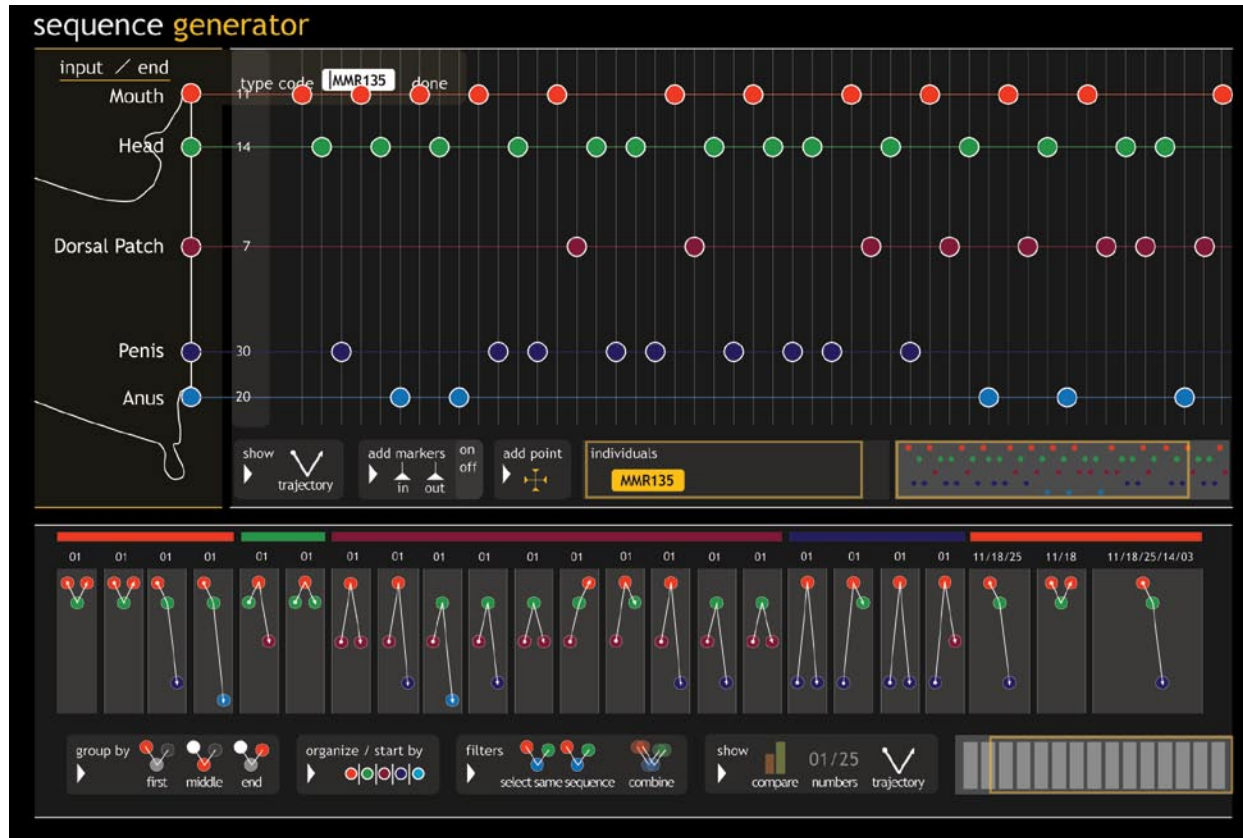 sequence generator
input / end
type code MMR135 done
Mouth 11
Head 14
Dorsal Patch 7
Penis 30
Anus 20
show
trajectory
add markers
in out
on
off
add point
individuals
MMR135
01 01 01 01 01 01 01 01 01 01 01 01 01 01 01 01 01 01 01 01 11/18/25 11/18 11/18/25/14/03
group by
first middle end
organize / start by
filters
select same sequence combine
show
01/25
compare numbers trajectory